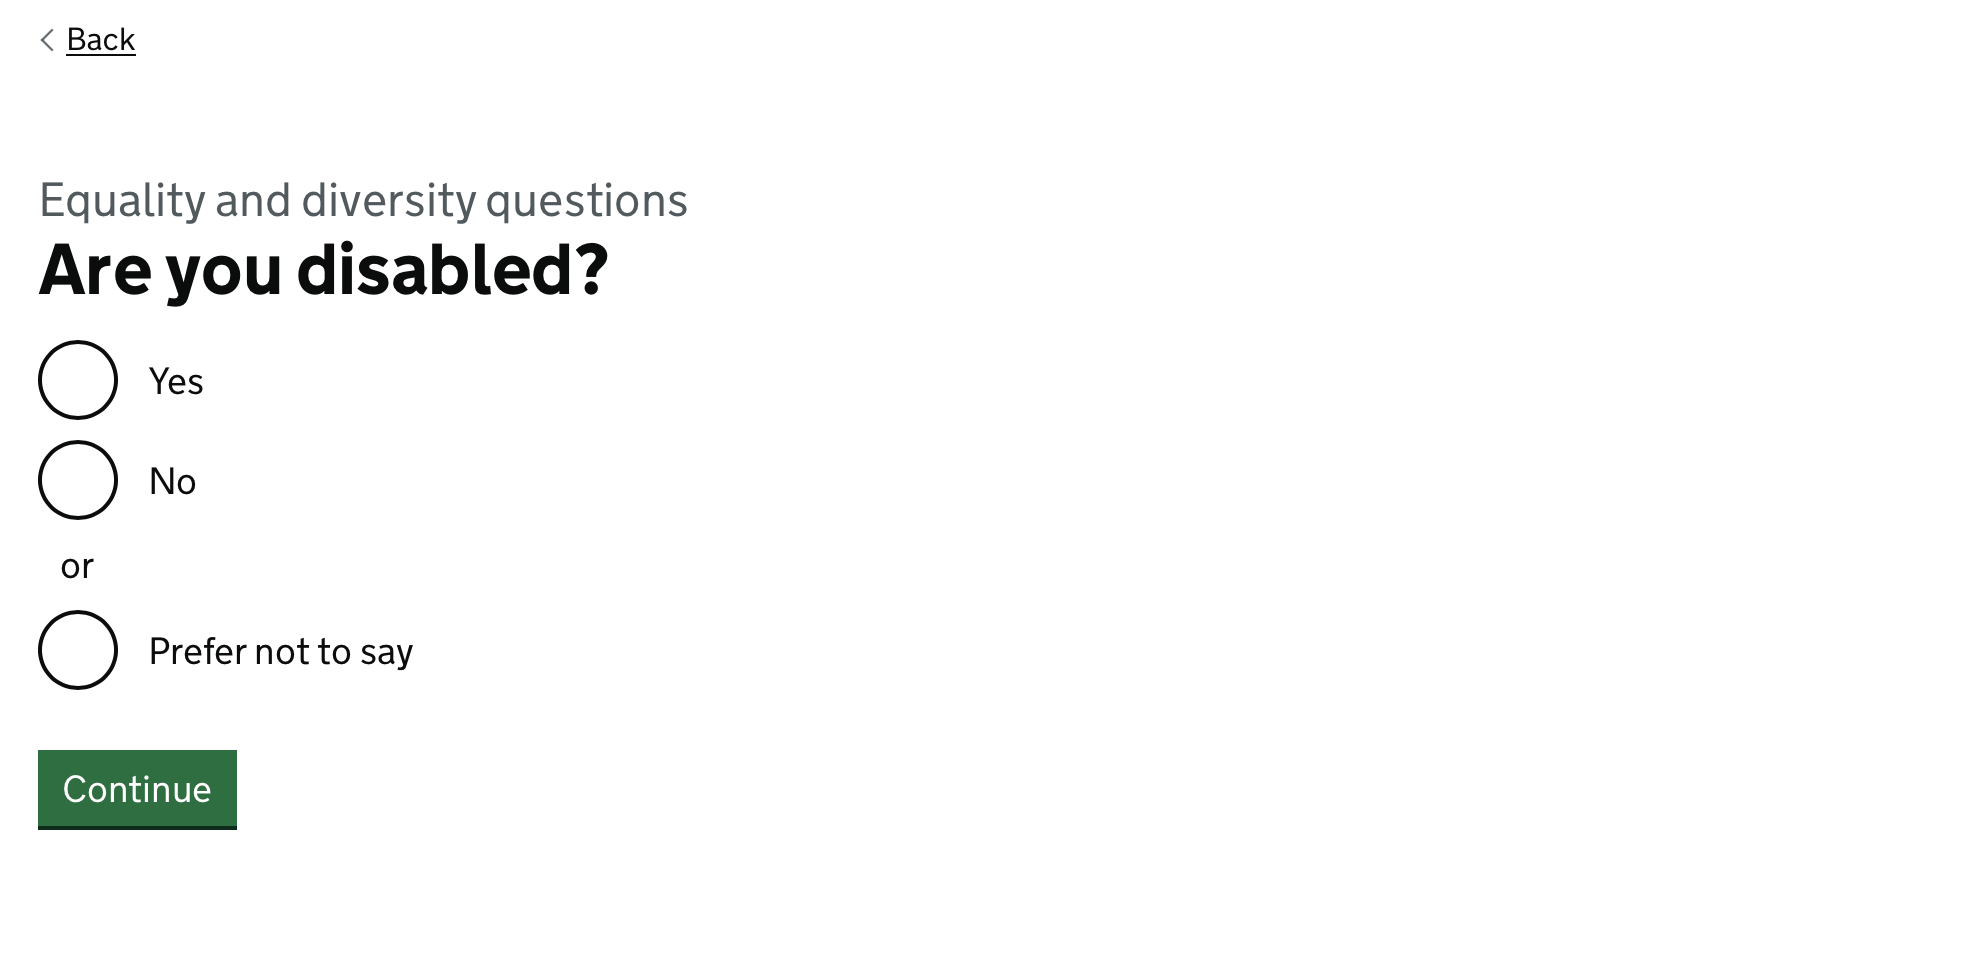 Back
Equality and diversity questions
Are you disabled?
Yes
No
or
Prefer not to say
Continue